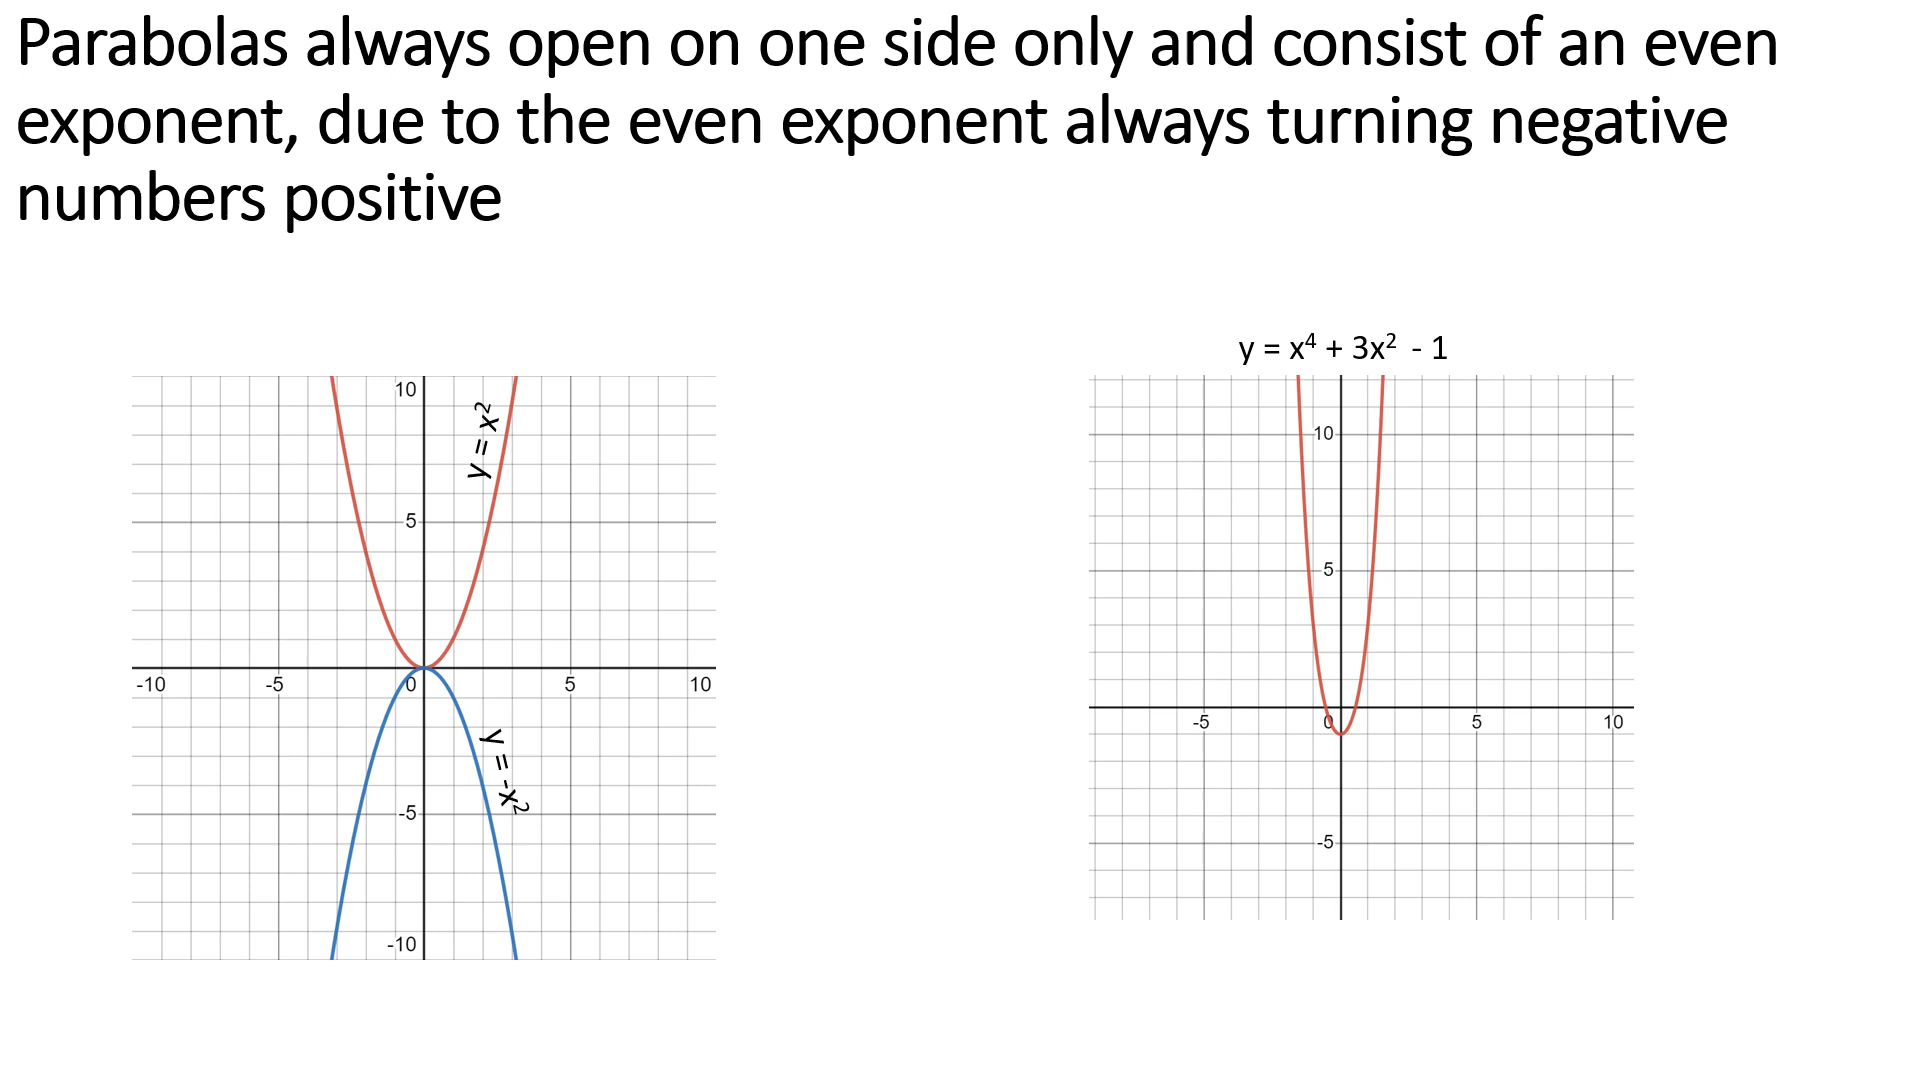 Parabolas always open on one side only and consist of an even
exponent, due to the even exponent always turning negative
numbers positive
y = x⁴ + 3x² - 1
10
y = x²
5
-10
-5
0
5
10
y = -x²
-5
-10
10
5
-5
0
5
10
-5